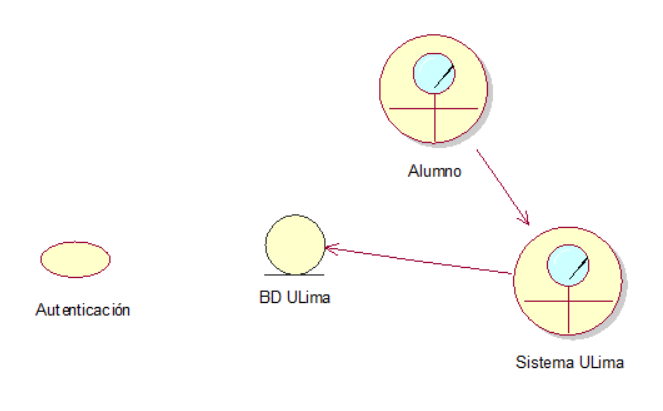 Alumno
BD ULima
Autenticación
Sistema ULima